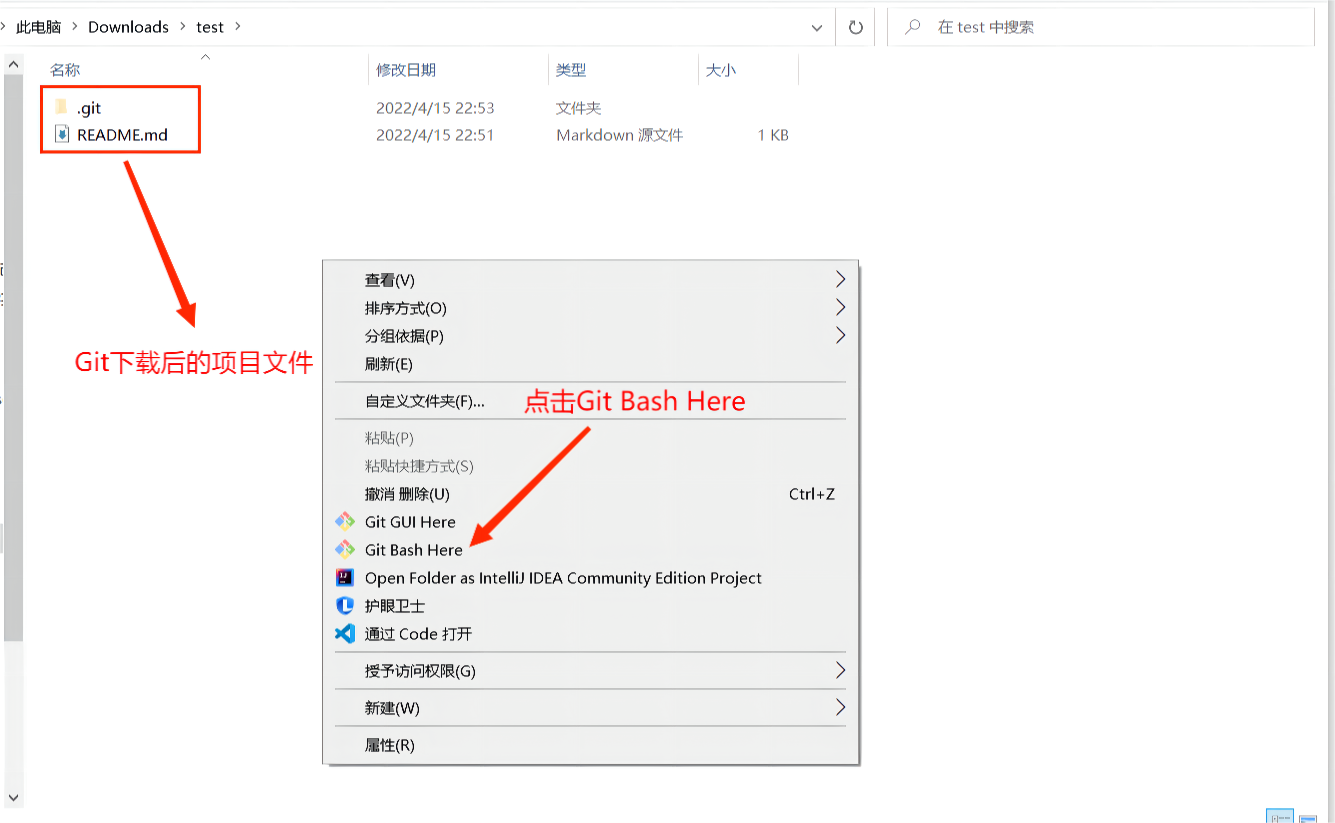 此电脑 Downloads test
在 test 中搜索
名称 修改日期 类型 大小
.git 2022/4/15 22:53 文件夹
README.md 2022/4/15 22:51 Markdown 源文件 1 KB
Git下载后的项目文件
查看(V)
排序方式(O)
分组依据(P)
刷新(E)
自定义文件夹(F)...
点击Git Bash Here
粘贴(P)
粘贴快捷方式(S)
撤消 删除(U) Ctrl+Z
Git GUI Here
Git Bash Here
Open Folder as IntelliJ IDEA Community Edition Project
护眼卫士
通过 Code 打开
授予访问权限(G)
新建(W)
属性(R)